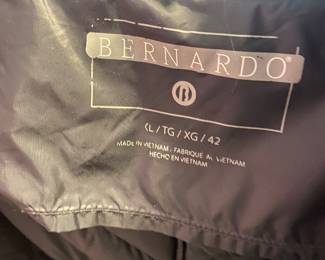 BERNARDO®
B
XL / TG / XG / 42
MADE IN VIETNAM / FABRIQUE AU VIETNAM
HECHO EN VIETNAM